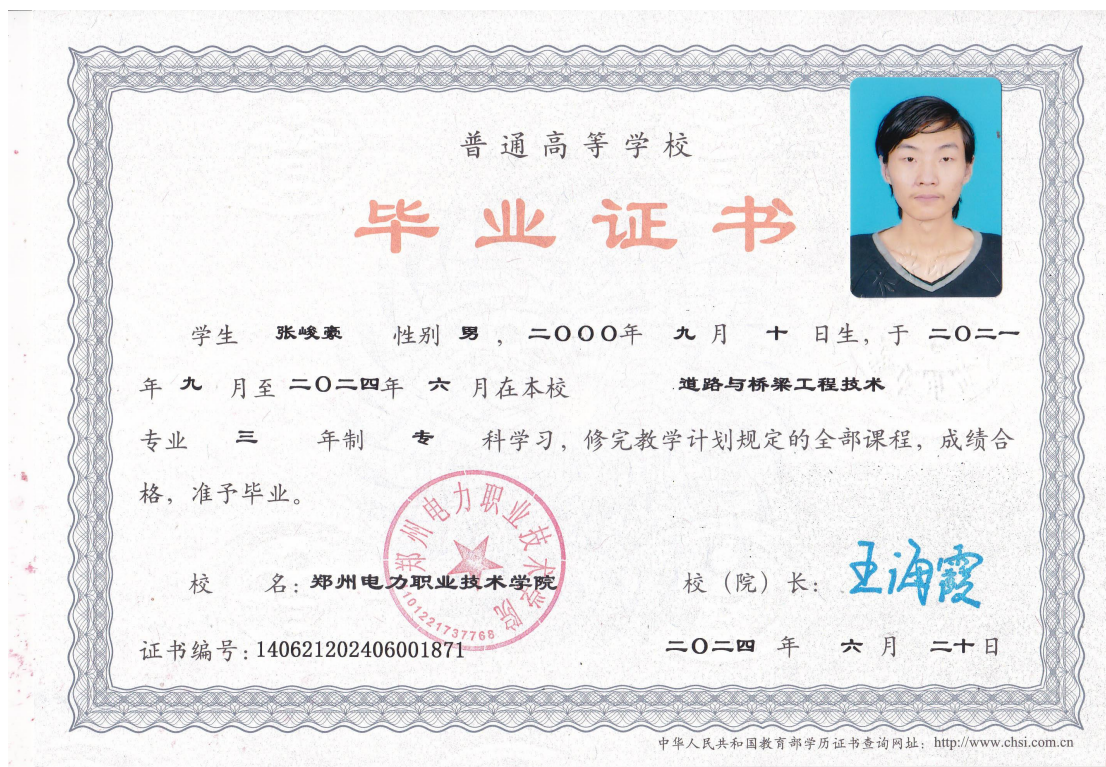 普通高等学校
毕业证书
学生 张峻豪 性别 男 , 二〇〇〇年 九 月 十 日生, 于 二〇二一
年 九 月至 二〇二四年 六 月在本校 道路与桥梁工程技术
专业 三 年制 专 科学习, 修完教学计划规定的全部课程, 成绩合
格, 准予毕业。
郑州电力职业技术学院
101221737768
校 名: 郑州电力职业技术学院 校(院)长: 王海霞
证书编号: 140621202406001871 二〇二四 年 六 月 二十日
中华人民共和国教育部学历证书查询网址: http://www.chsi.com.cn